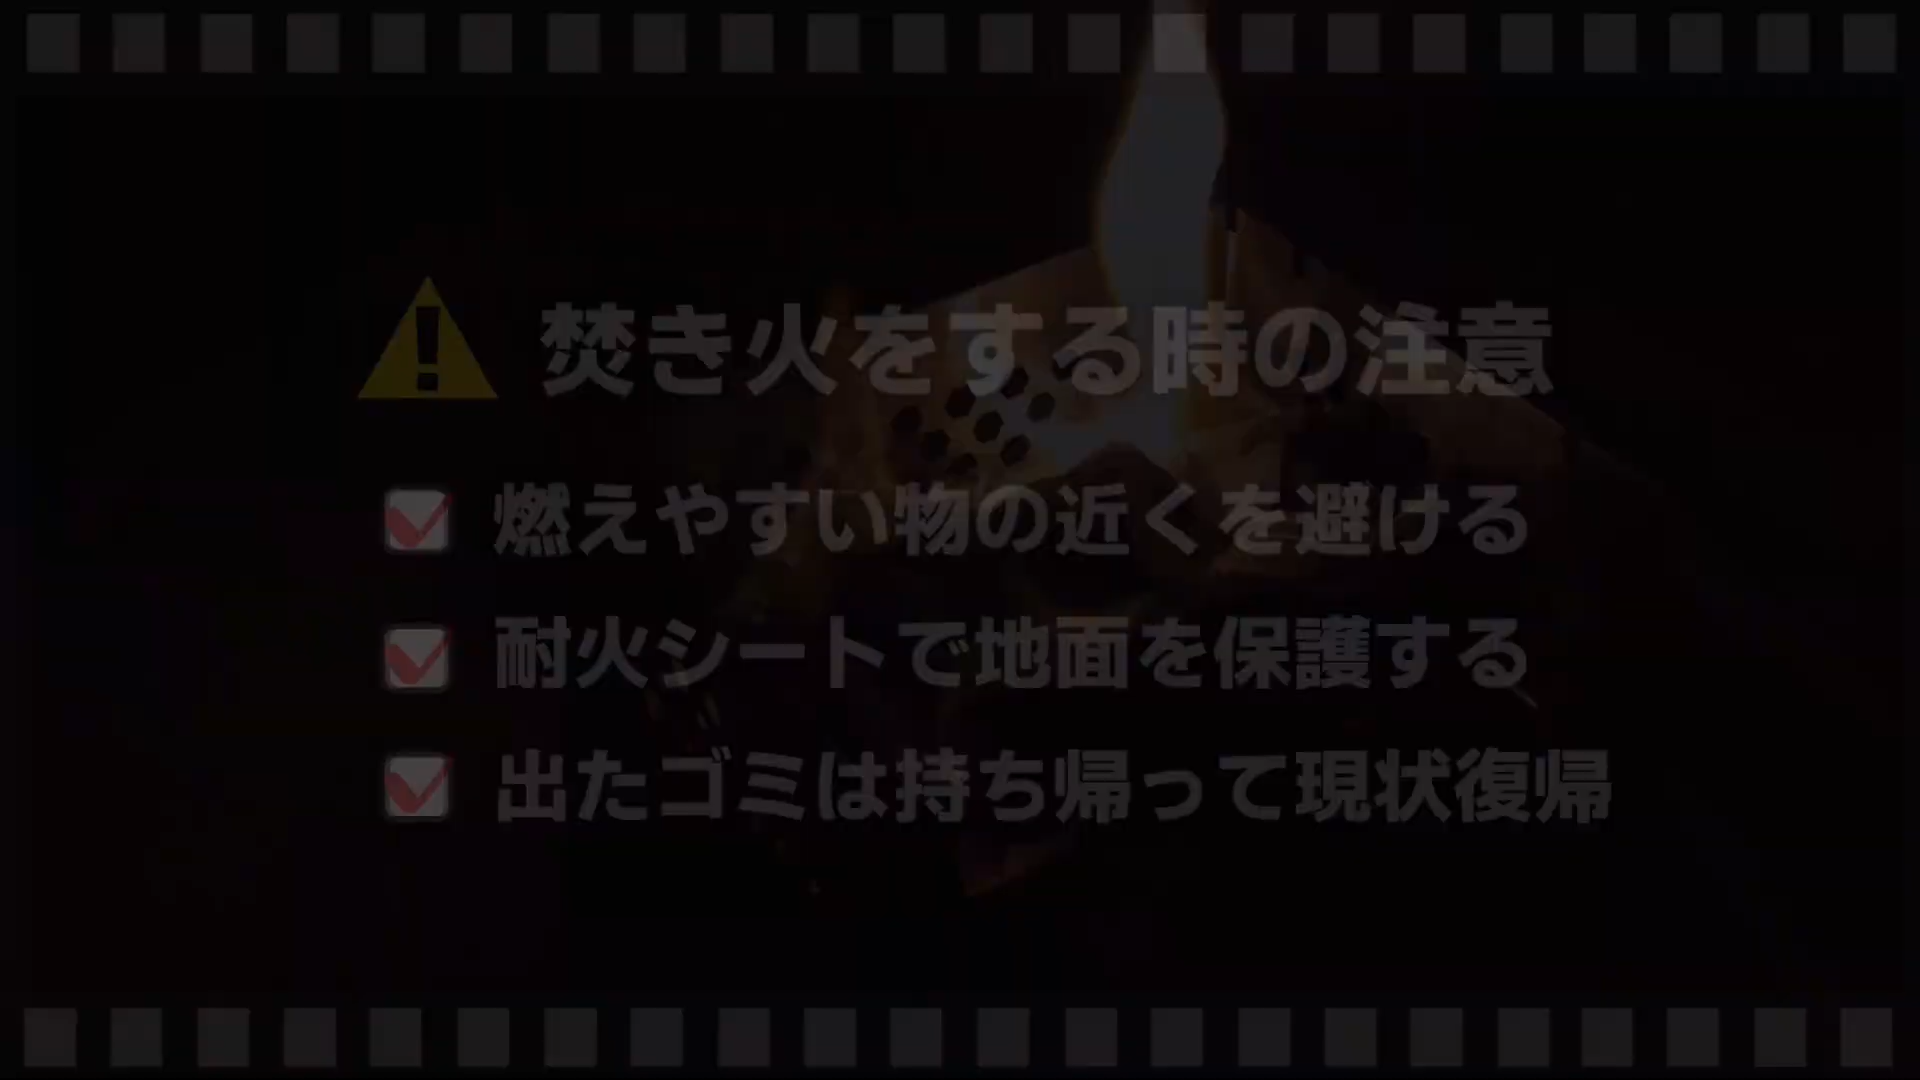 焚き火をする時の注意
燃えやすい物の近くを避ける
耐火シートで地面を保護する
出たゴミは持ち帰って現状復帰